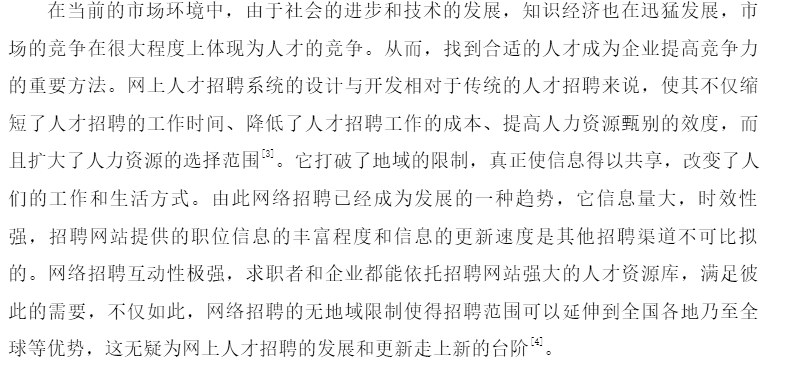 在当前的市场环境中，由于社会的进步和技术的发展，知识经济也在迅猛发展，市
场的竞争在很大程度上体现为人才的竞争。从而，找到合适的人才成为企业提高竞争力
的重要方法。网上人才招聘系统的设计与开发相对于传统的人才招聘来说，使其不仅缩
短了人才招聘的工作时间、降低了人才招聘工作的成本、提高人力资源甄别的效度，而
且扩大了人力资源的选择范围[3]。它打破了地域的限制，真正使信息得以共享，改变了人
们的工作和生活方式。由此网络招聘已经成为发展的一种趋势，它信息量大，时效性
强，招聘网站提供的职位信息的丰富程度和信息的更新速度是其他招聘渠道不可比拟
的。网络招聘互动性极强，求职者和企业都能依托招聘网站强大的人才资源库，满足彼
此的需要，不仅如此，网络招聘的无地域限制使得招聘范围可以延伸到全国各地乃至全
球等优势，这无疑为网上人才招聘的发展和更新走上新的台阶[4]。